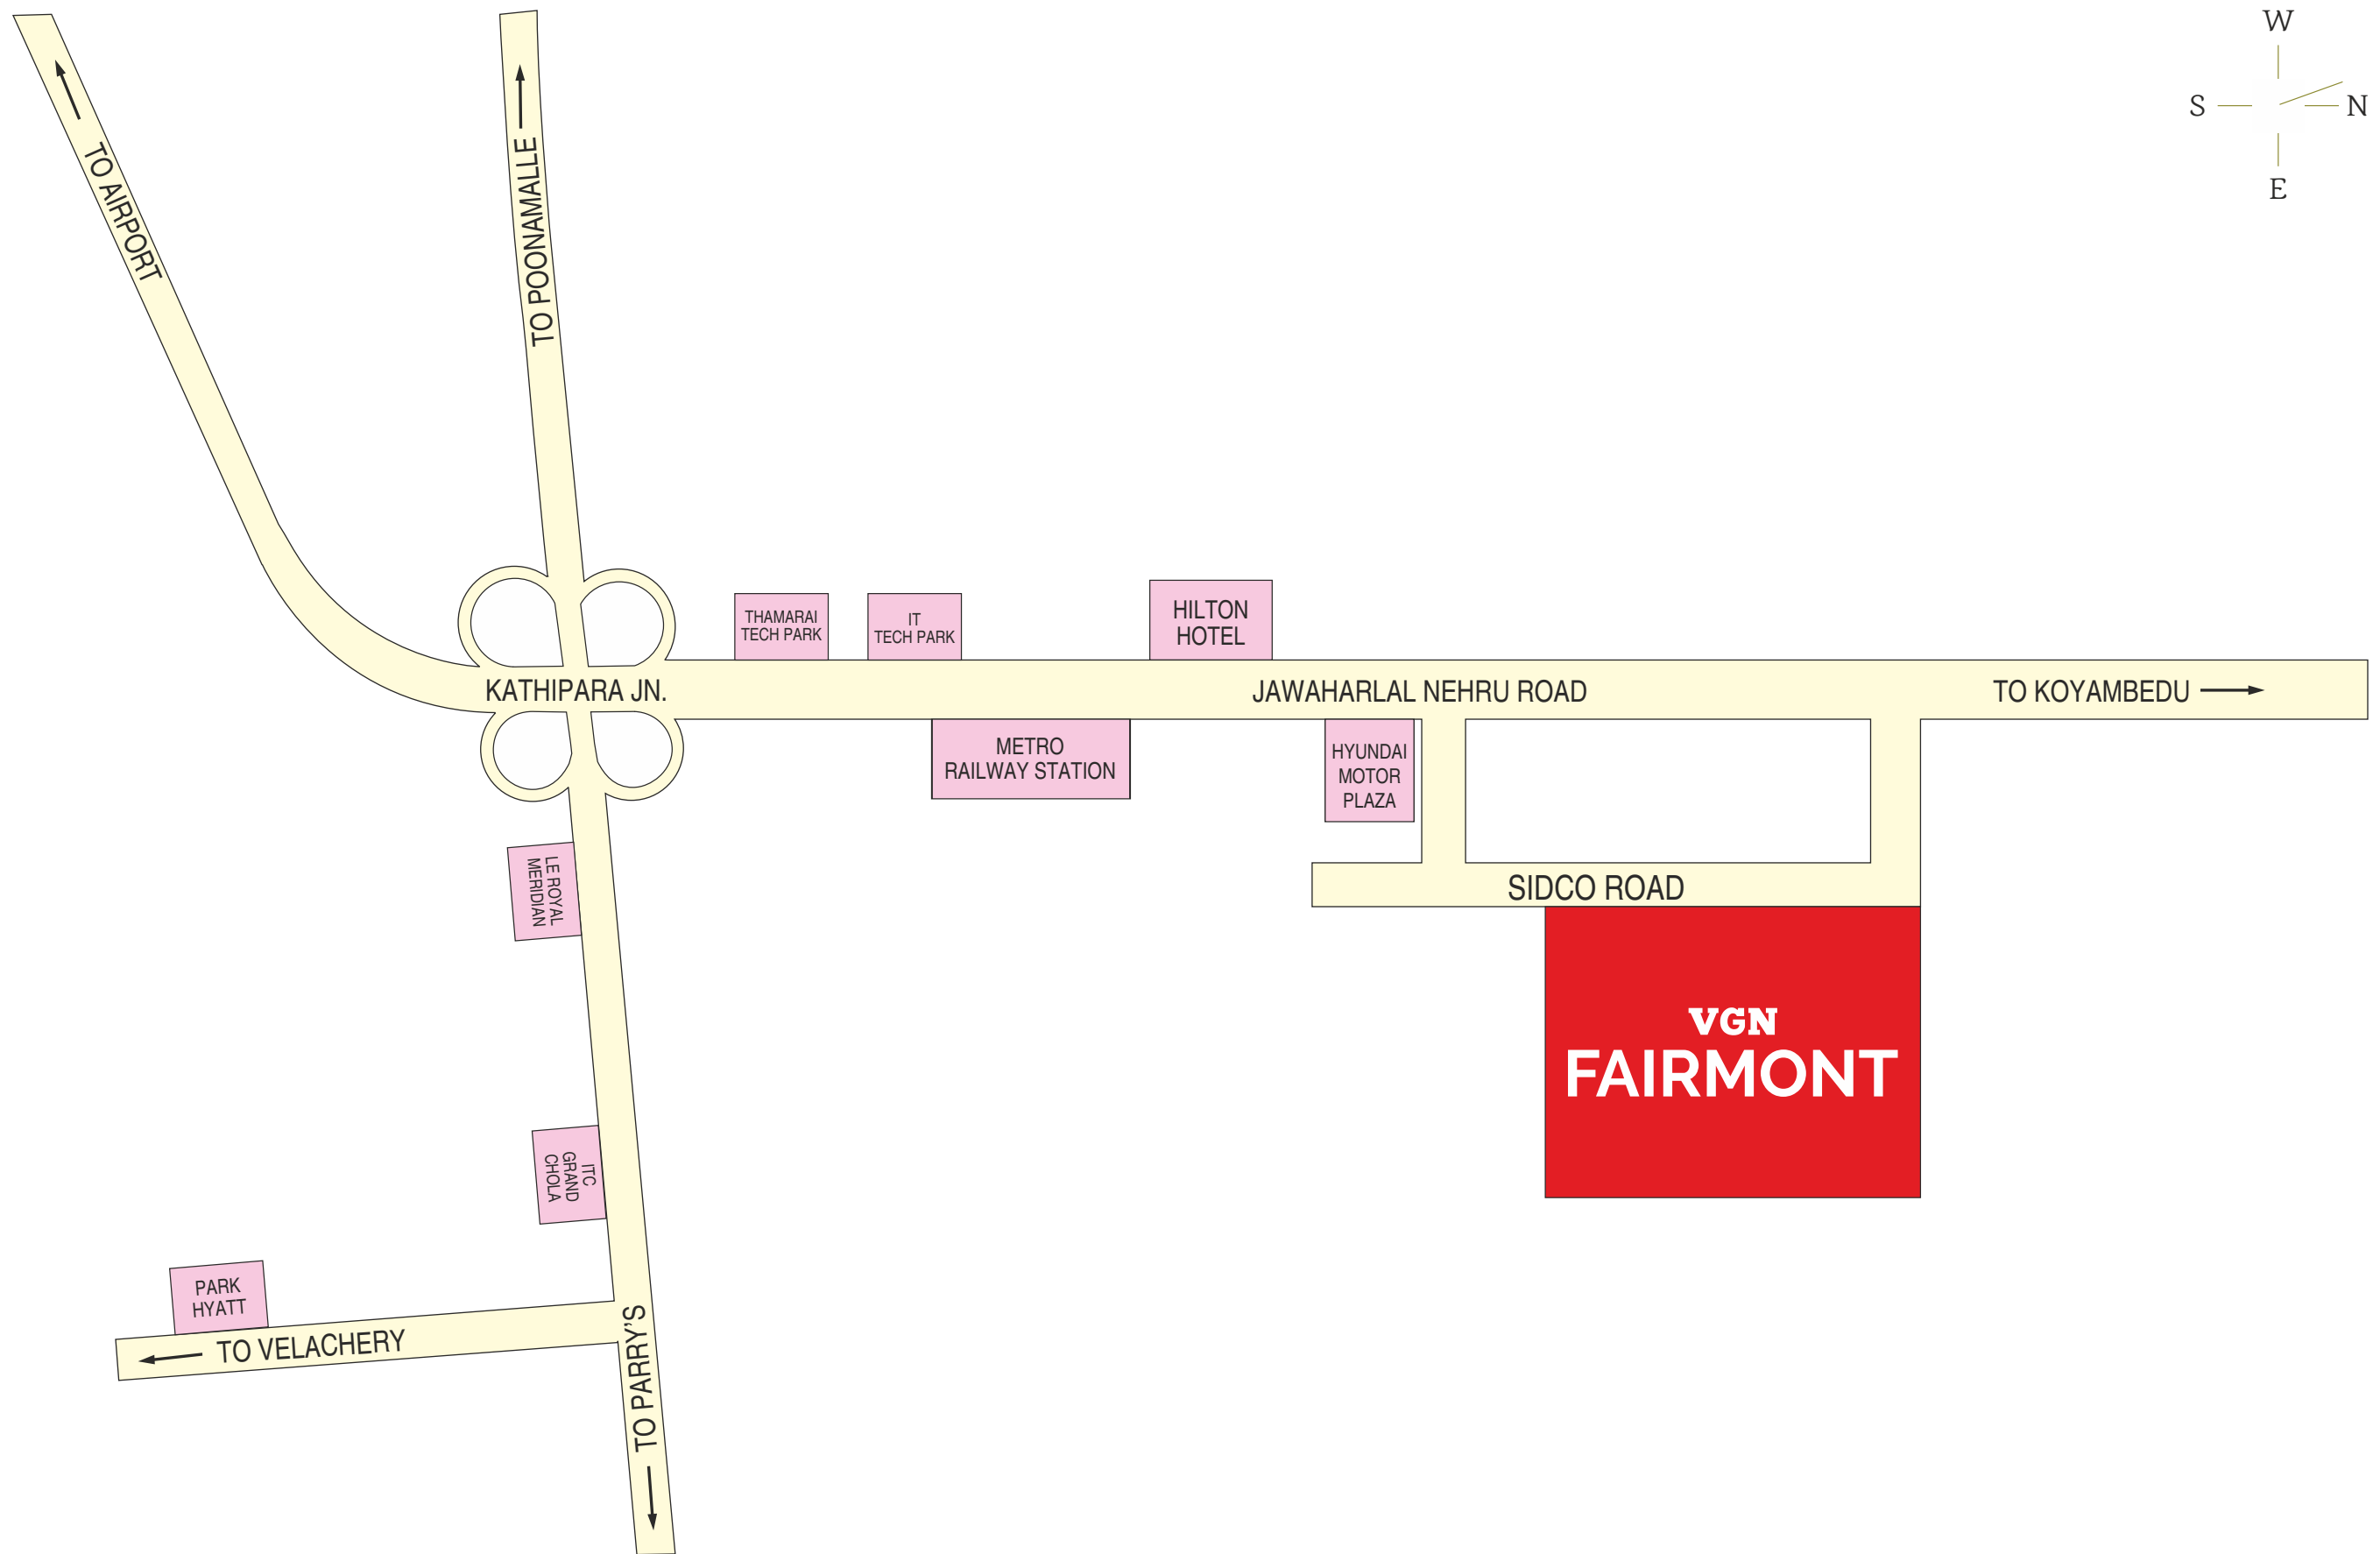 W
S
N
E
TO AIRPORT
TO POONAMALLE
THAMARAI
TECH PARK
IT
TECH PARK
HILTON
HOTEL
KATHIPARA JN.
JAWAHARLAL NEHRU ROAD
TO KOYAMBEDU
METRO
RAILWAY STATION
HYUNDAI
MOTOR
PLAZA
LE ROYAL
MERIDIAN
SIDCO ROAD
VGN
FAIRMONT
ITC
GRAND
CHOLA
PARK
HYATT
TO VELACHERY
TO PARRY'S